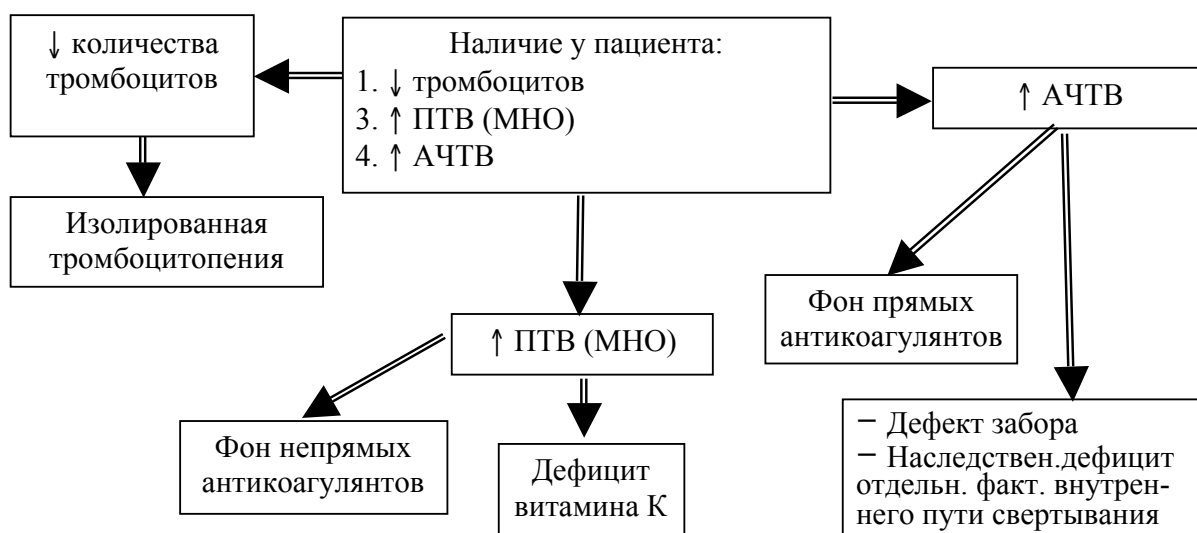 ↓ количества
тромбоцитов
Наличие у пациента:
1. ↓ тромбоцитов
3. ↑ ПТВ (МНО)
4. ↑ АЧТВ
↑ АЧТВ
Изолированная
тромбоцитопения
Фон прямых
антикоагулянтов
↑ ПТВ (МНО)
Фон непрямых
антикоагулянтов
Дефицит
витамина К
− Дефект забора
− Наследствен.дефицит
отдельн. факт. внутрен-
него пути свертывания